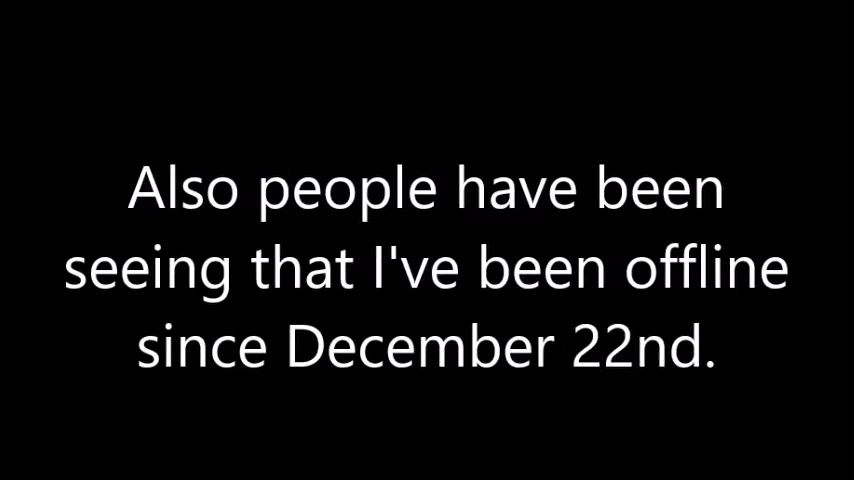 Also people have been
seeing that I've been offline
since December 22nd.